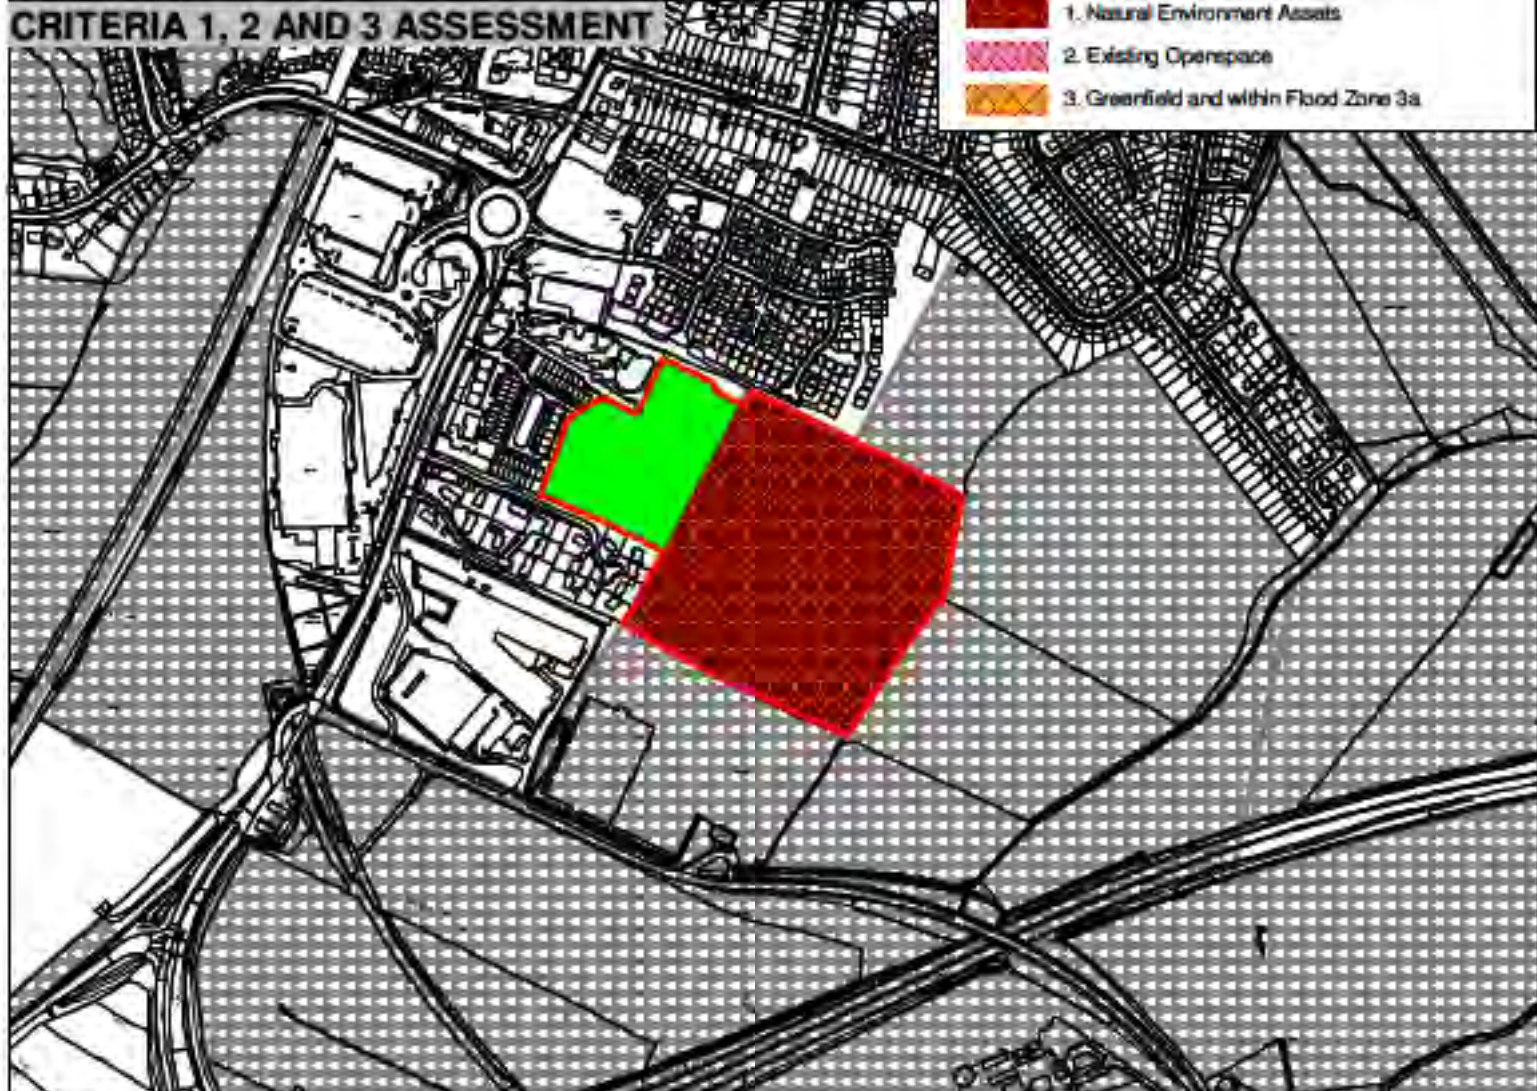 CRITERIA 1, 2 AND 3 ASSESSMENT
1. Natural Environment Assets
2. Existing Openspace
3. Greenfield and within Flood Zone 3a